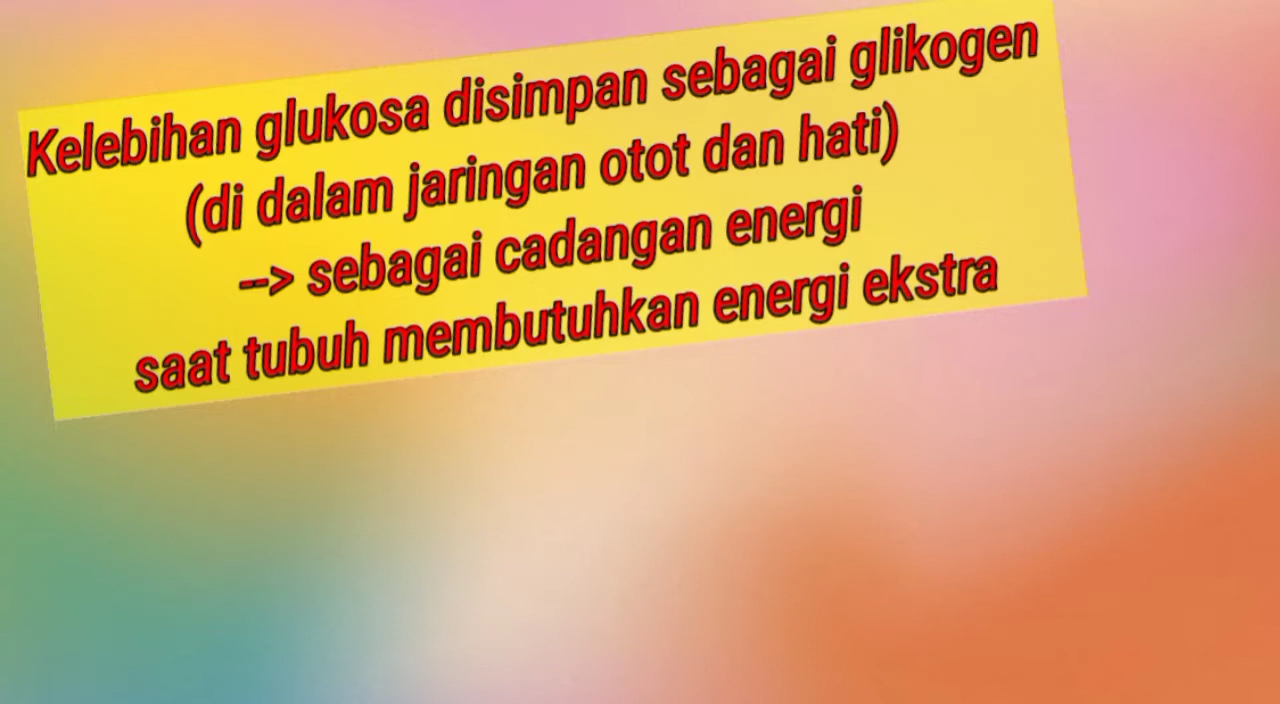 Kelebihan glukosa disimpan sebagai glikogen
(di dalam jaringan otot dan hati)
--> sebagai cadangan energi
saat tubuh membutuhkan energi ekstra